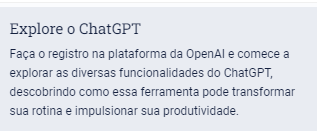 Explore o ChatGPT
Faça o registro na plataforma da OpenAI e comece a
explorar as diversas funcionalidades do ChatGPT,
descobrindo como essa ferramenta pode transformar
sua rotina e impulsionar sua produtividade.